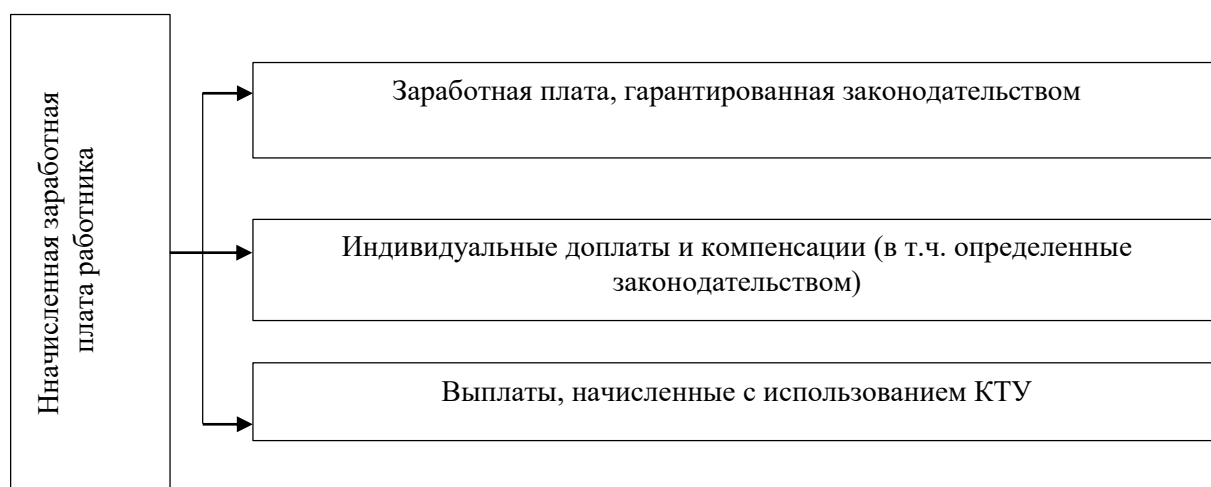 Нначисленная заработная
плата работника
Заработная плата, гарантированная законодательством
Индивидуальные доплаты и компенсации (в т.ч. определенные
законодательством)
Выплаты, начисленные с использованием КТУ